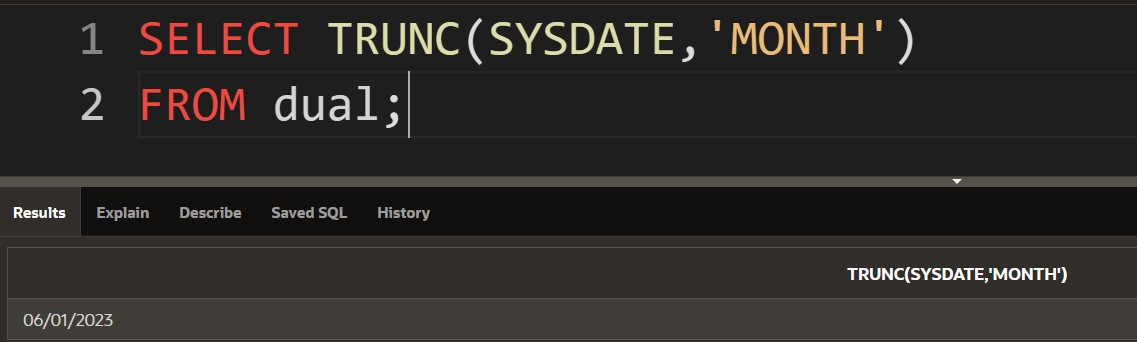 1 SELECT TRUNC(SYSDATE,'MONTH')
2 FROM dual;
Results Explain Describe Saved SQL History
TRUNC(SYSDATE,'MONTH')
06/01/2023